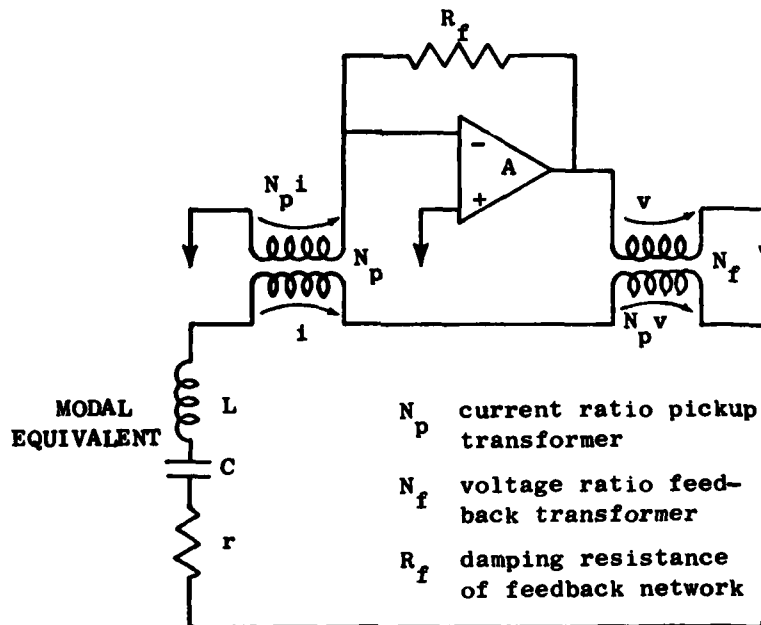 R_f
−
A
+
N_p i
N_p
i
v
N_f
N_p v
MODAL
EQUIVALENT
L
C
r
N_p current ratio pickup
transformer
N_f voltage ratio feed-
back transformer
R_f damping resistance
of feedback network